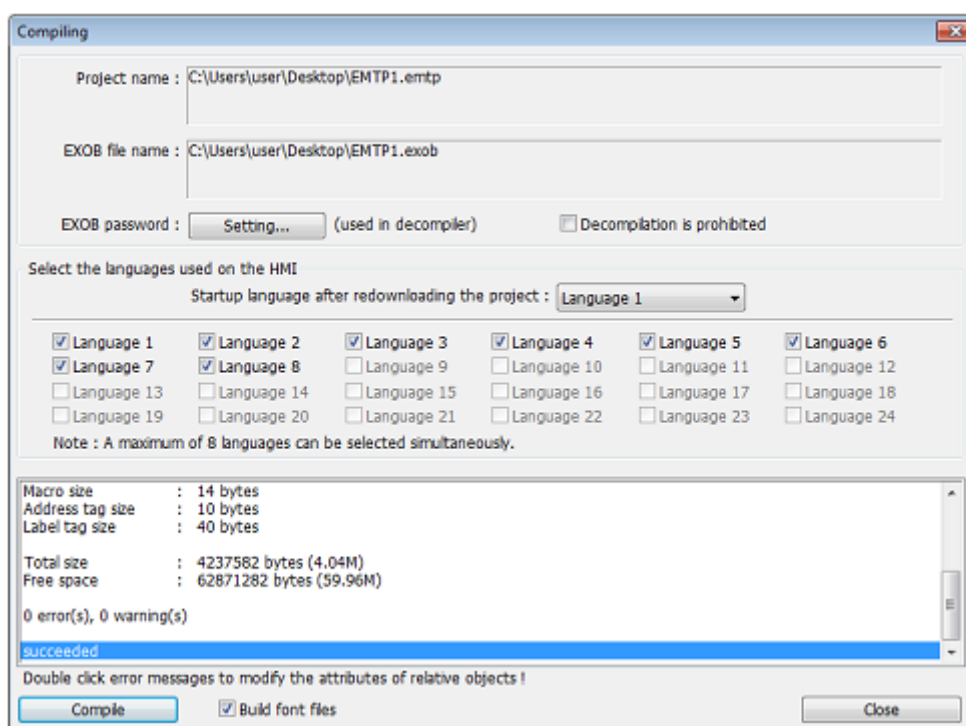 Compiling
Project name : C:\Users\user\Desktop\EMTP1.emtp
EXOB file name : C:\Users\user\Desktop\EMTP1.exob
EXOB password : Setting... (used in decompiler) Decompilation is prohibited
Select the languages used on the HMI
Startup language after redownloading the project : Language 1
Language 1 Language 2 Language 3 Language 4 Language 5 Language 6
Language 7 Language 8 Language 9 Language 10 Language 11 Language 12
Language 13 Language 14 Language 15 Language 16 Language 17 Language 18
Language 19 Language 20 Language 21 Language 22 Language 23 Language 24
Note : A maximum of 8 languages can be selected simultaneously.
Macro size : 14 bytes
Address tag size : 10 bytes
Label tag size : 40 bytes
Total size : 4237582 bytes (4.04M)
Free space : 62871282 bytes (59.96M)
0 error(s), 0 warning(s)
succeeded
Double click error messages to modify the attributes of relative objects !
Compile Build font files Close